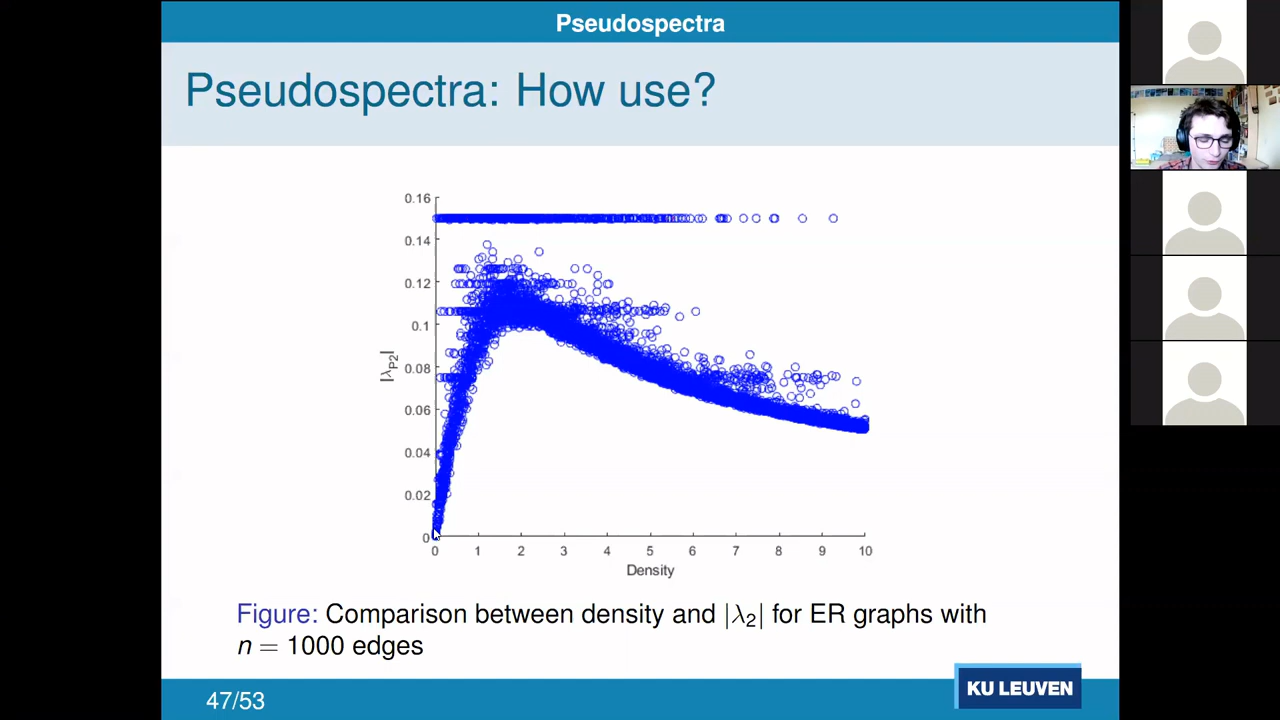 Pseudospectra
Pseudospectra: How use?
0.16
0.14
0.12
0.1
0.08
0.06
0.04
0.02
0
|λP2|
0 1 2 3 4 5 6 7 8 9 10
Density
Figure: Comparison between density and |λ2| for ER graphs with
n = 1000 edges
47/53
KU LEUVEN